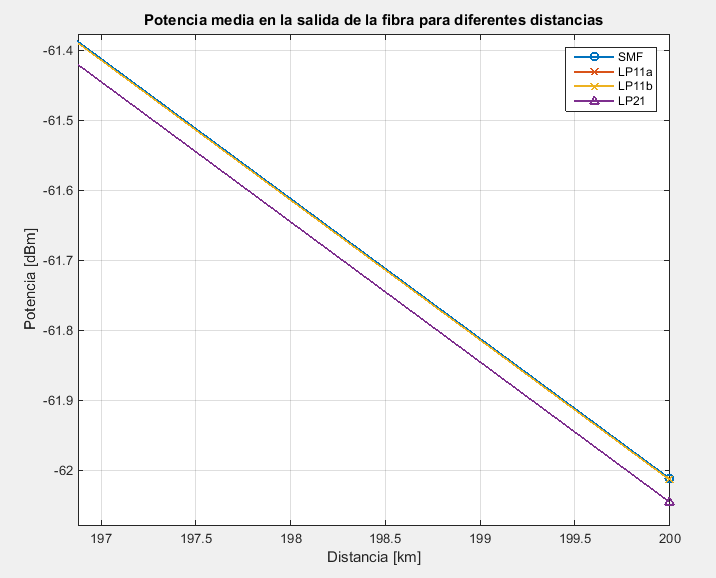 Potencia media en la salida de la fibra para diferentes distancias
SMF
LP11a
LP11b
LP21
Potencia [dBm]
-61.4
-61.5
-61.6
-61.7
-61.8
-61.9
-62
197 197.5 198 198.5 199 199.5 200
Distancia [km]